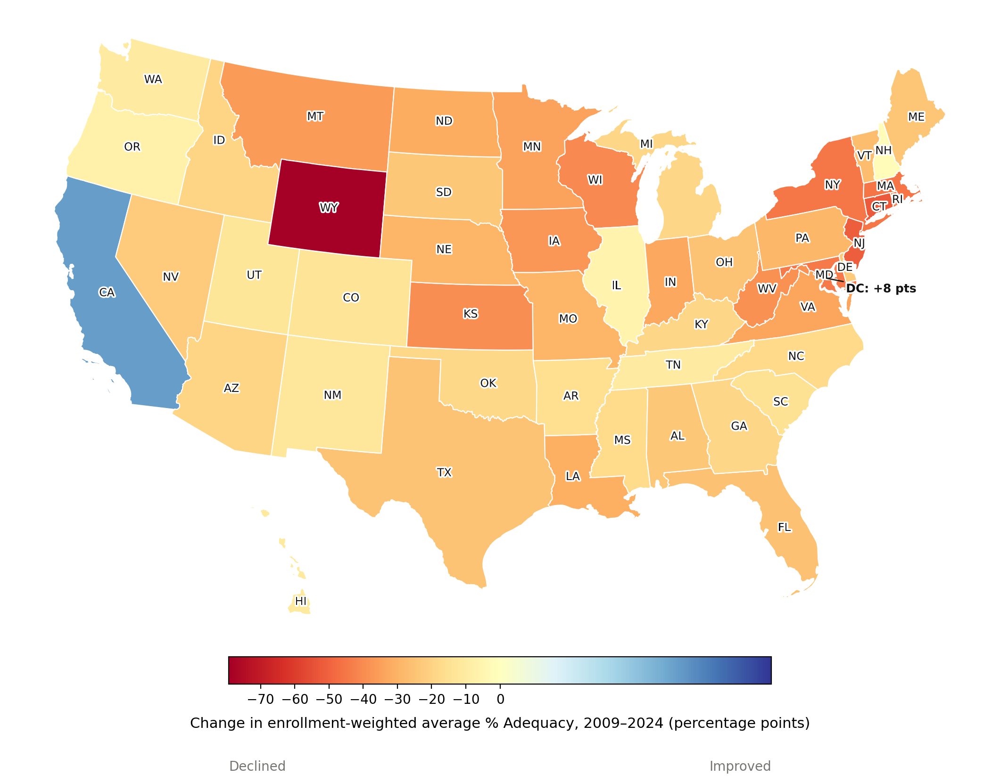 WA
MT
ND
ME
ID
OR
MN
MI
NH
VT
WI
NY
MA
SD
RI
CT
WY
PA
IA
NJ
NE
OH
DE
MD
UT
NV
IN
IL
DC: +8 pts
WV
CA
CO
VA
KS
MO
KY
NC
TN
OK
AZ
NM
AR
SC
GA
AL
MS
TX
LA
FL
HI
−70 −60 −50 −40 −30 −20 −10 0
Change in enrollment-weighted average % Adequacy, 2009–2024 (percentage points)
Declined
Improved